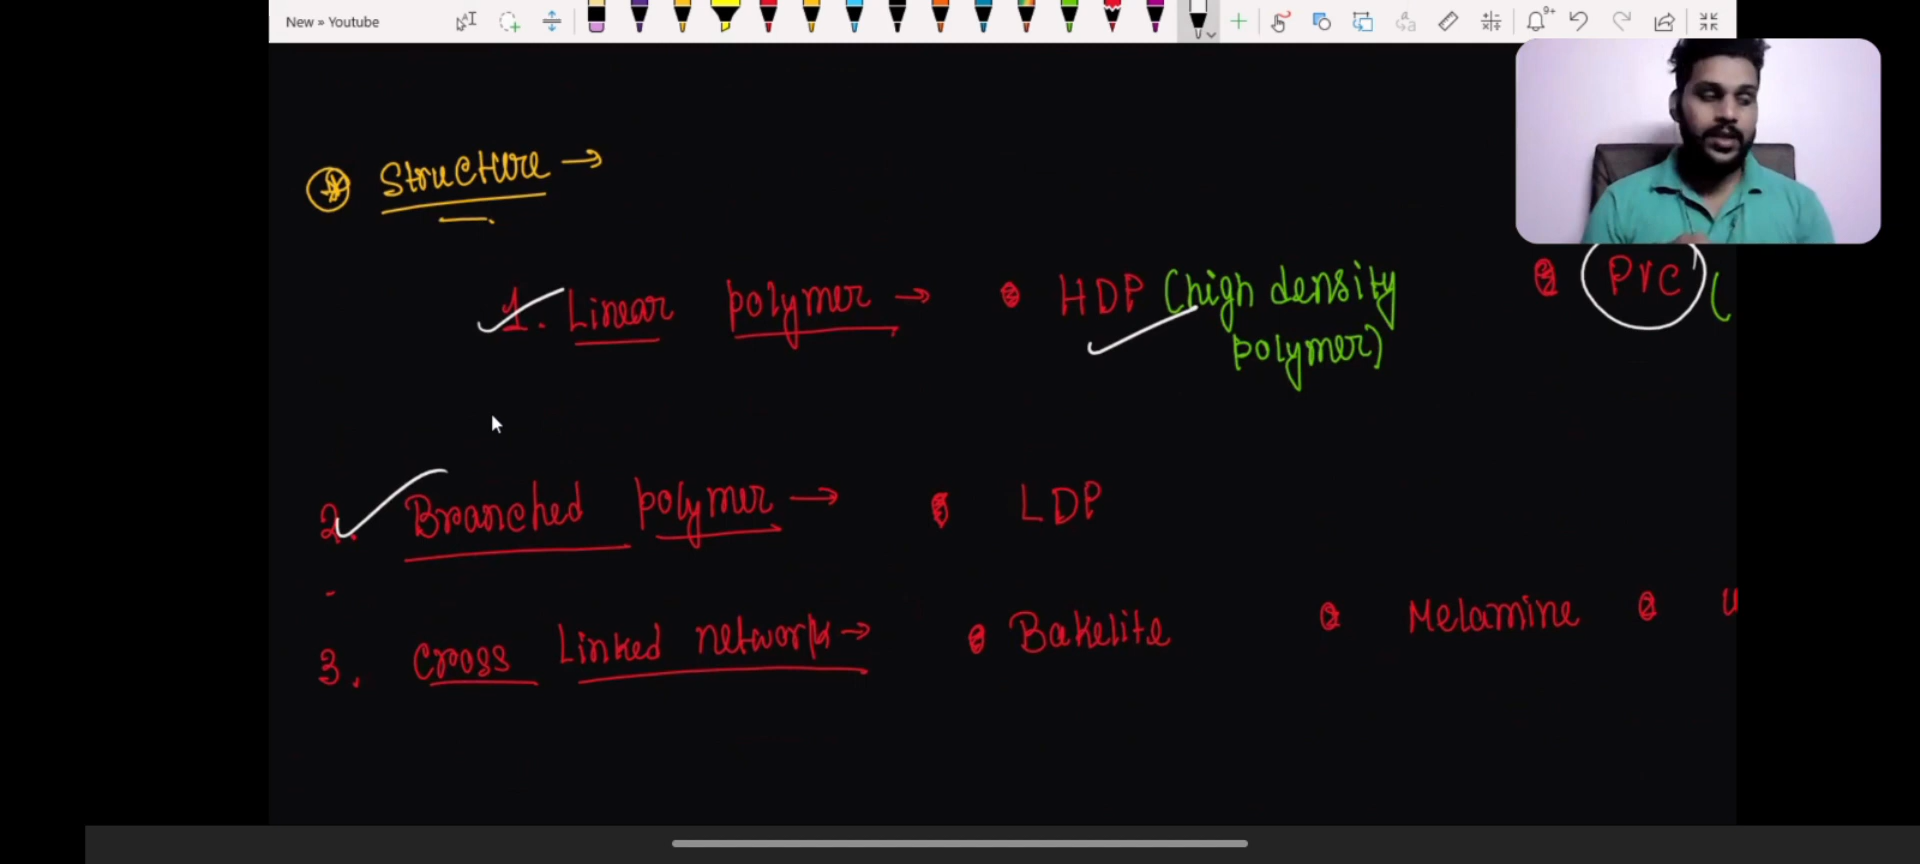 New » Youtube
9+
Structure →
1. Linear polymer → HDP (high density polymer)
PVC (
2. Branched polymer → LDP
3. Cross Linked network → Bakelite Melamine